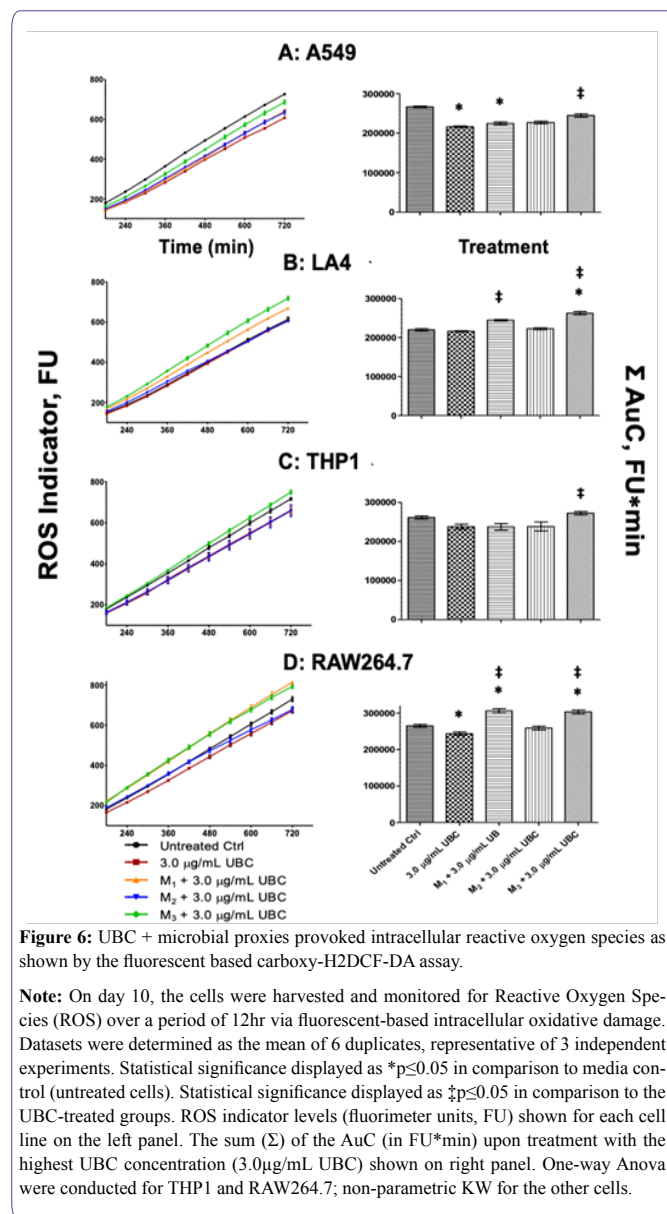 A: A549
800
600
400
200
240 360 480 600 720
300000
200000
100000
0
* * ‡
Time (min) Treatment
B: LA4
800
600
400
200
240 360 480 600 720
300000
200000
100000
0
‡ ‡
*
C: THP1
800
600
400
200
240 360 480 600 720
300000
200000
100000
0
‡
D: RAW264.7
800
600
400
200
240 360 480 600 720
300000
200000
100000
0
* ‡ * ‡ *
ROS Indicator, FU
Σ AuC, FU*min
Untreated Ctrl
3.0 µg/mL UBC
M1 + 3.0 µg/mL UBC
M2 + 3.0 µg/mL UBC
M3 + 3.0 µg/mL UBC
Untreated Ctrl
3.0 µg/mL UBC
M1 + 3.0 µg/mL UB
M2 + 3.0 µg/mL UBC
M3 + 3.0 µg/mL UBC
Figure 6: UBC + microbial proxies provoked intracellular reactive oxygen species as
shown by the fluorescent based carboxy-H2DCF-DA assay.
Note: On day 10, the cells were harvested and monitored for Reactive Oxygen Spe-
cies (ROS) over a period of 12hr via fluorescent-based intracellular oxidative damage.
Datasets were determined as the mean of 6 duplicates, representative of 3 independent
experiments. Statistical significance displayed as *p≤0.05 in comparison to media con-
trol (untreated cells). Statistical significance displayed as ‡p≤0.05 in comparison to the
UBC-treated groups. ROS indicator levels (fluorimeter units, FU) shown for each cell
line on the left panel. The sum (Σ) of the AuC (in FU*min) upon treatment with the
highest UBC concentration (3.0µg/mL UBC) shown on right panel. One-way Anova
were conducted for THP1 and RAW264.7; non-parametric KW for the other cells.